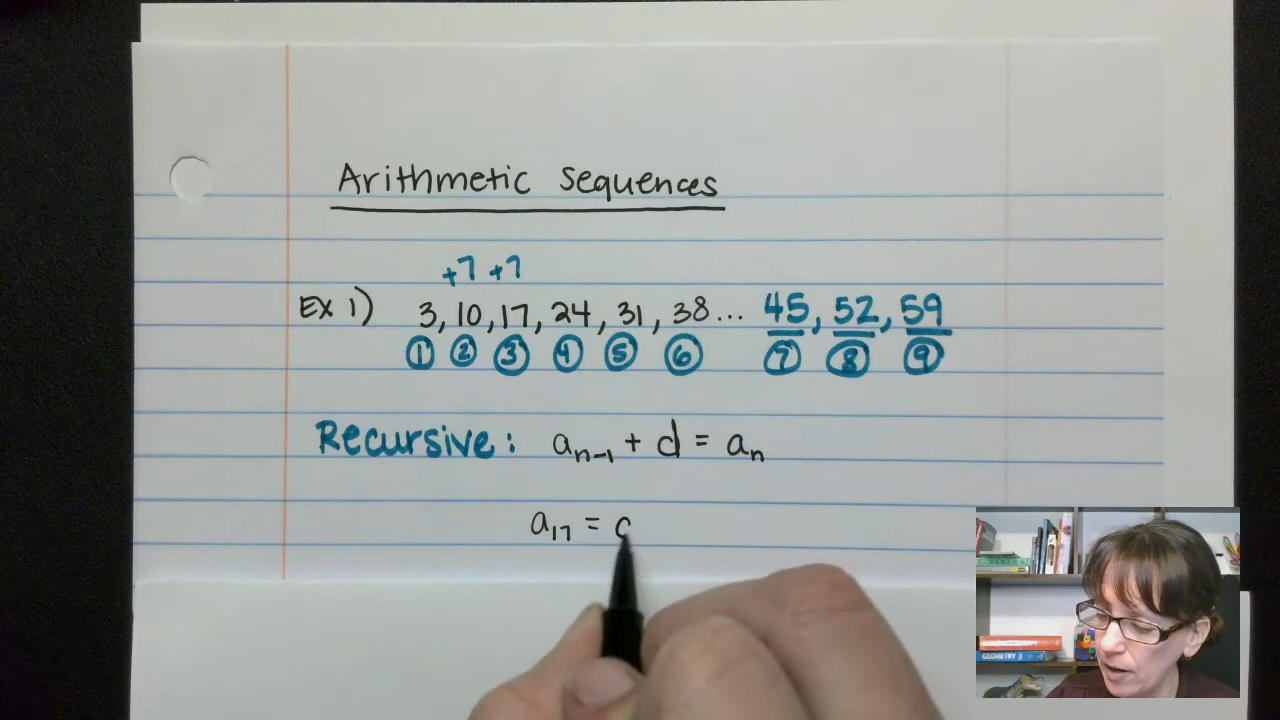 Arithmetic Sequences
+7 +7
Ex 1) 3, 10, 17, 24, 31, 38... 45, 52, 59
① ② ③ ④ ⑤ ⑥ ⑦ ⑧ ⑨
Recursive: aₙ₋₁ + d = aₙ
a₁₇ = c
GEOMETRY